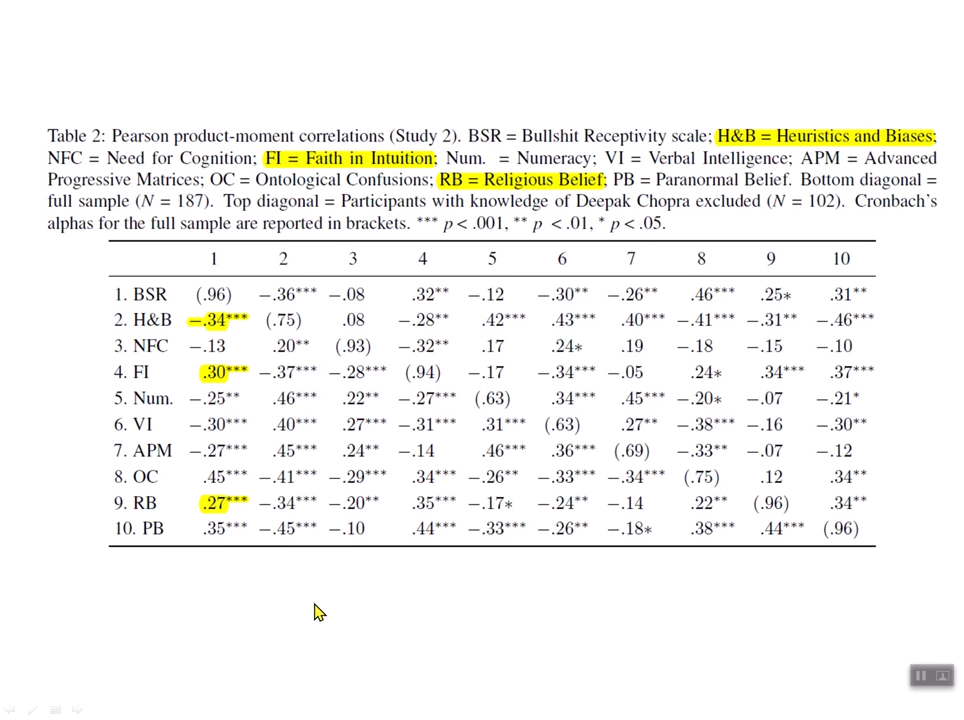 Table 2: Pearson product-moment correlations (Study 2). BSR = Bullshit Receptivity scale; H&B = Heuristics and Biases;
NFC = Need for Cognition; FI = Faith in Intuition; Num. = Numeracy; VI = Verbal Intelligence; APM = Advanced
Progressive Matrices; OC = Ontological Confusions; RB = Religious Belief; PB = Paranormal Belief. Bottom diagonal =
full sample (N = 187). Top diagonal = Participants with knowledge of Deepak Chopra excluded (N = 102). Cronbach's
alphas for the full sample are reported in brackets. *** p < .001, ** p < .01, * p < .05.
1 2 3 4 5 6 7 8 9 10
1. BSR (.96) −.36*** −.08 .32** −.12 −.30** −.26** .46*** .25* .31**
2. H&B −.34*** (.75) .08 −.28** .42*** .43*** .40*** −.41*** −.31** −.46***
3. NFC −.13 .20** (.93) −.32** .17 .24* .19 −.18 −.15 −.10
4. FI .30*** −.37*** −.28*** (.94) −.17 −.34*** −.05 .24* .34*** .37***
5. Num. −.25** .46*** .22** −.27*** (.63) .34*** .45*** −.20* −.07 −.21*
6. VI −.30*** .40*** .27*** −.31*** .31*** (.63) .27** −.38*** −.16 −.30**
7. APM −.27*** .45*** .24** −.14 .46*** .36*** (.69) −.33** −.07 −.12
8. OC .45*** −.41*** −.29*** .34*** −.26** −.33*** −.34*** (.75) .12 .34**
9. RB .27*** −.34*** −.20** .35*** −.17* −.24** −.14 .22** (.96) .34**
10. PB .35*** −.45*** −.10 .44*** −.33*** −.26** −.18* .38*** .44*** (.96)